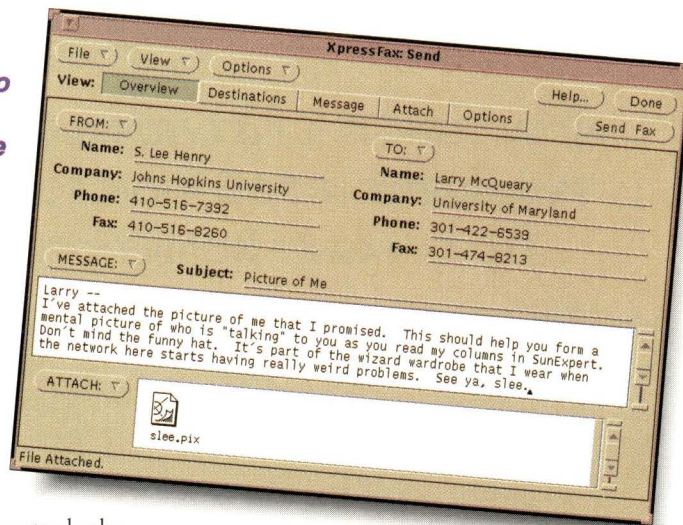 XpressFax: Send
File View Options
Help... Done
View: Overview Destinations Message Attach Options
Send Fax
FROM:
TO:
Name: S. Lee Henry
Name: Larry McQueary
Company: Johns Hopkins University
Company: University of Maryland
Phone: 410-516-7392
Phone: 301-422-6539
Fax: 410-516-8260
Fax: 301-474-8213
MESSAGE: Subject: Picture of Me
Larry --
I've attached the picture of me that I promised. This should help you form a
mental picture of who is "talking" to you as you read my columns in SunExpert.
Don't mind the funny hat. It's part of the wizard wardrobe that I wear when
the network here starts having really weird problems. See ya, slee.
ATTACH:
slee.pix
File Attached.